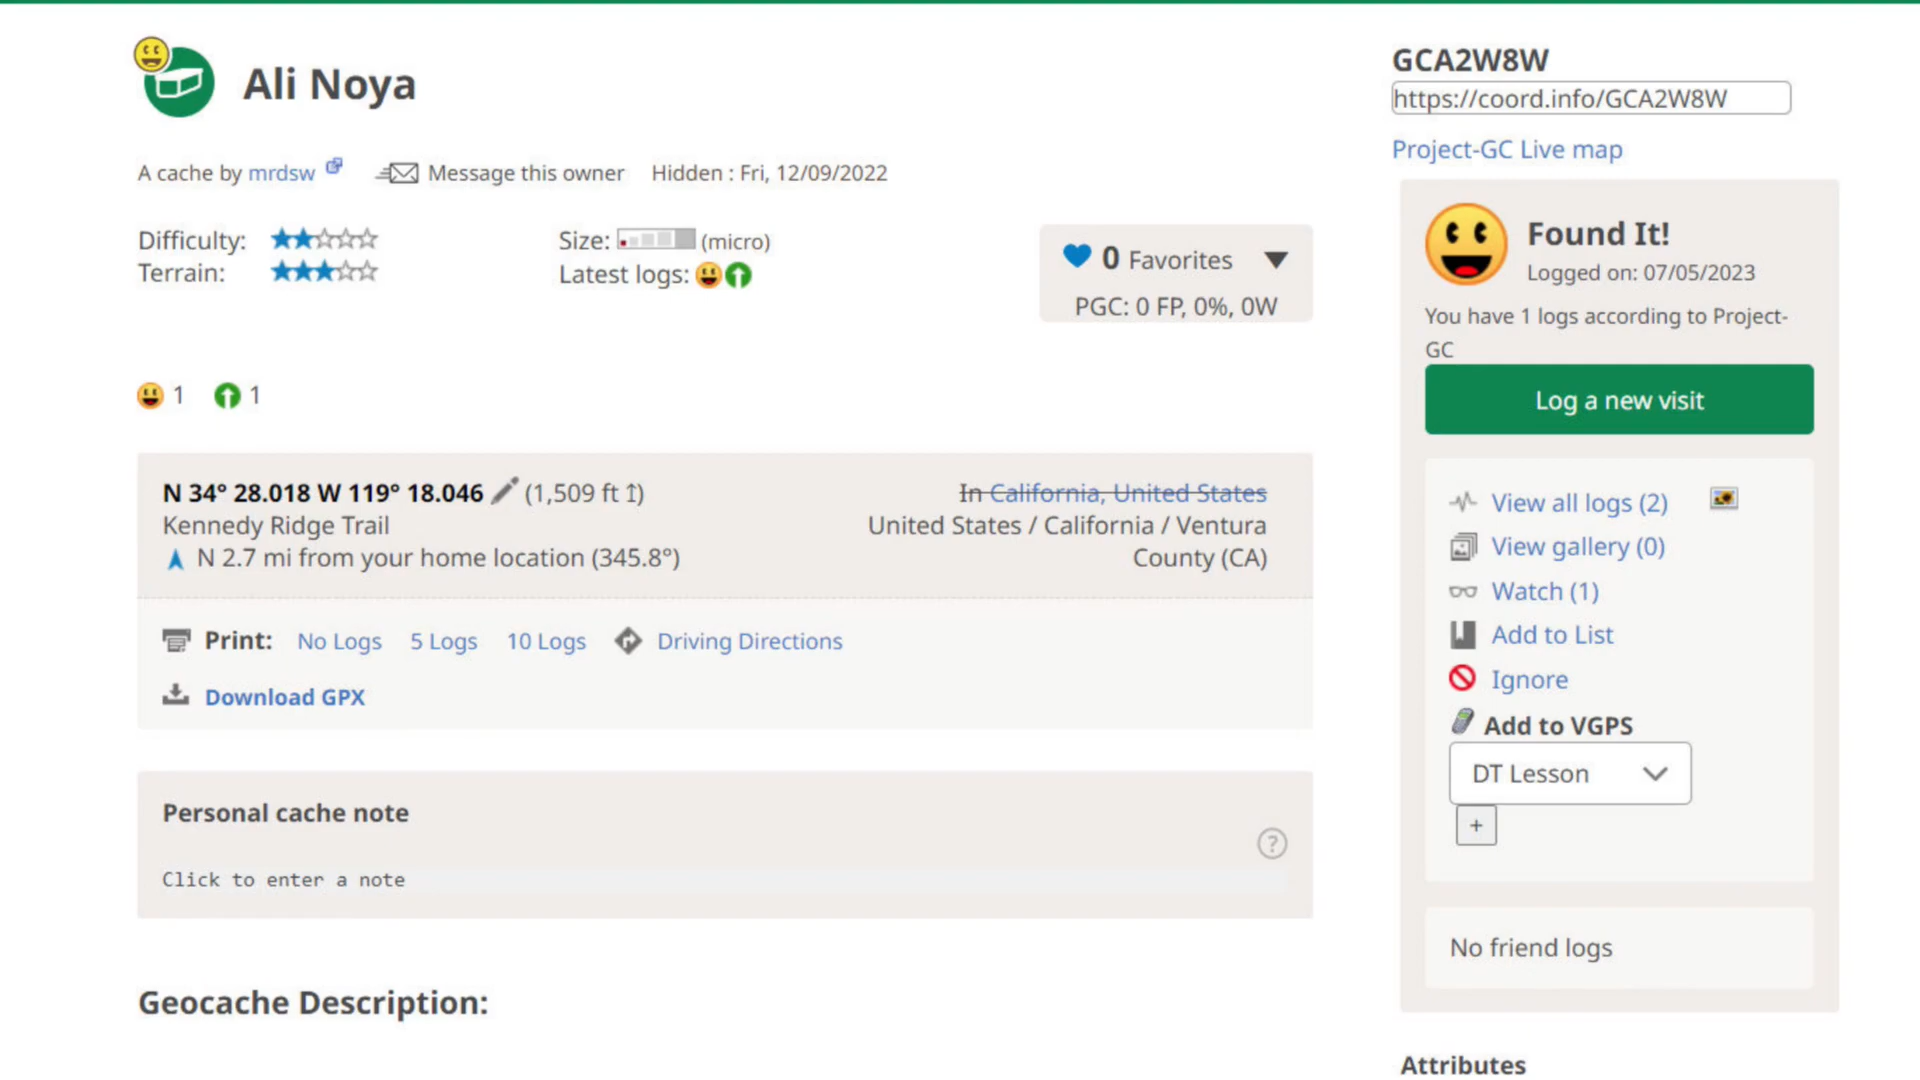 Ali Noya
A cache by mrdsw
Message this owner
Hidden : Fri, 12/09/2022
Difficulty:
Size: (micro)
Terrain:
Latest logs:
0 Favorites
PGC: 0 FP, 0%, 0W
1 1
N 34° 28.018 W 119° 18.046 (1,509 ft ↥)
Kennedy Ridge Trail
N 2.7 mi from your home location (345.8°)
In California, United States
United States / California / Ventura
County (CA)
Print: No Logs 5 Logs 10 Logs Driving Directions
Download GPX
Personal cache note
?
Click to enter a note
Geocache Description:
GCA2W8W
https://coord.info/GCA2W8W
Project-GC Live map
Found It!
Logged on: 07/05/2023
You have 1 logs according to Project-
GC
Log a new visit
View all logs (2)
View gallery (0)
Watch (1)
Add to List
Ignore
Add to VGPS
DT Lesson
+
No friend logs
Attributes